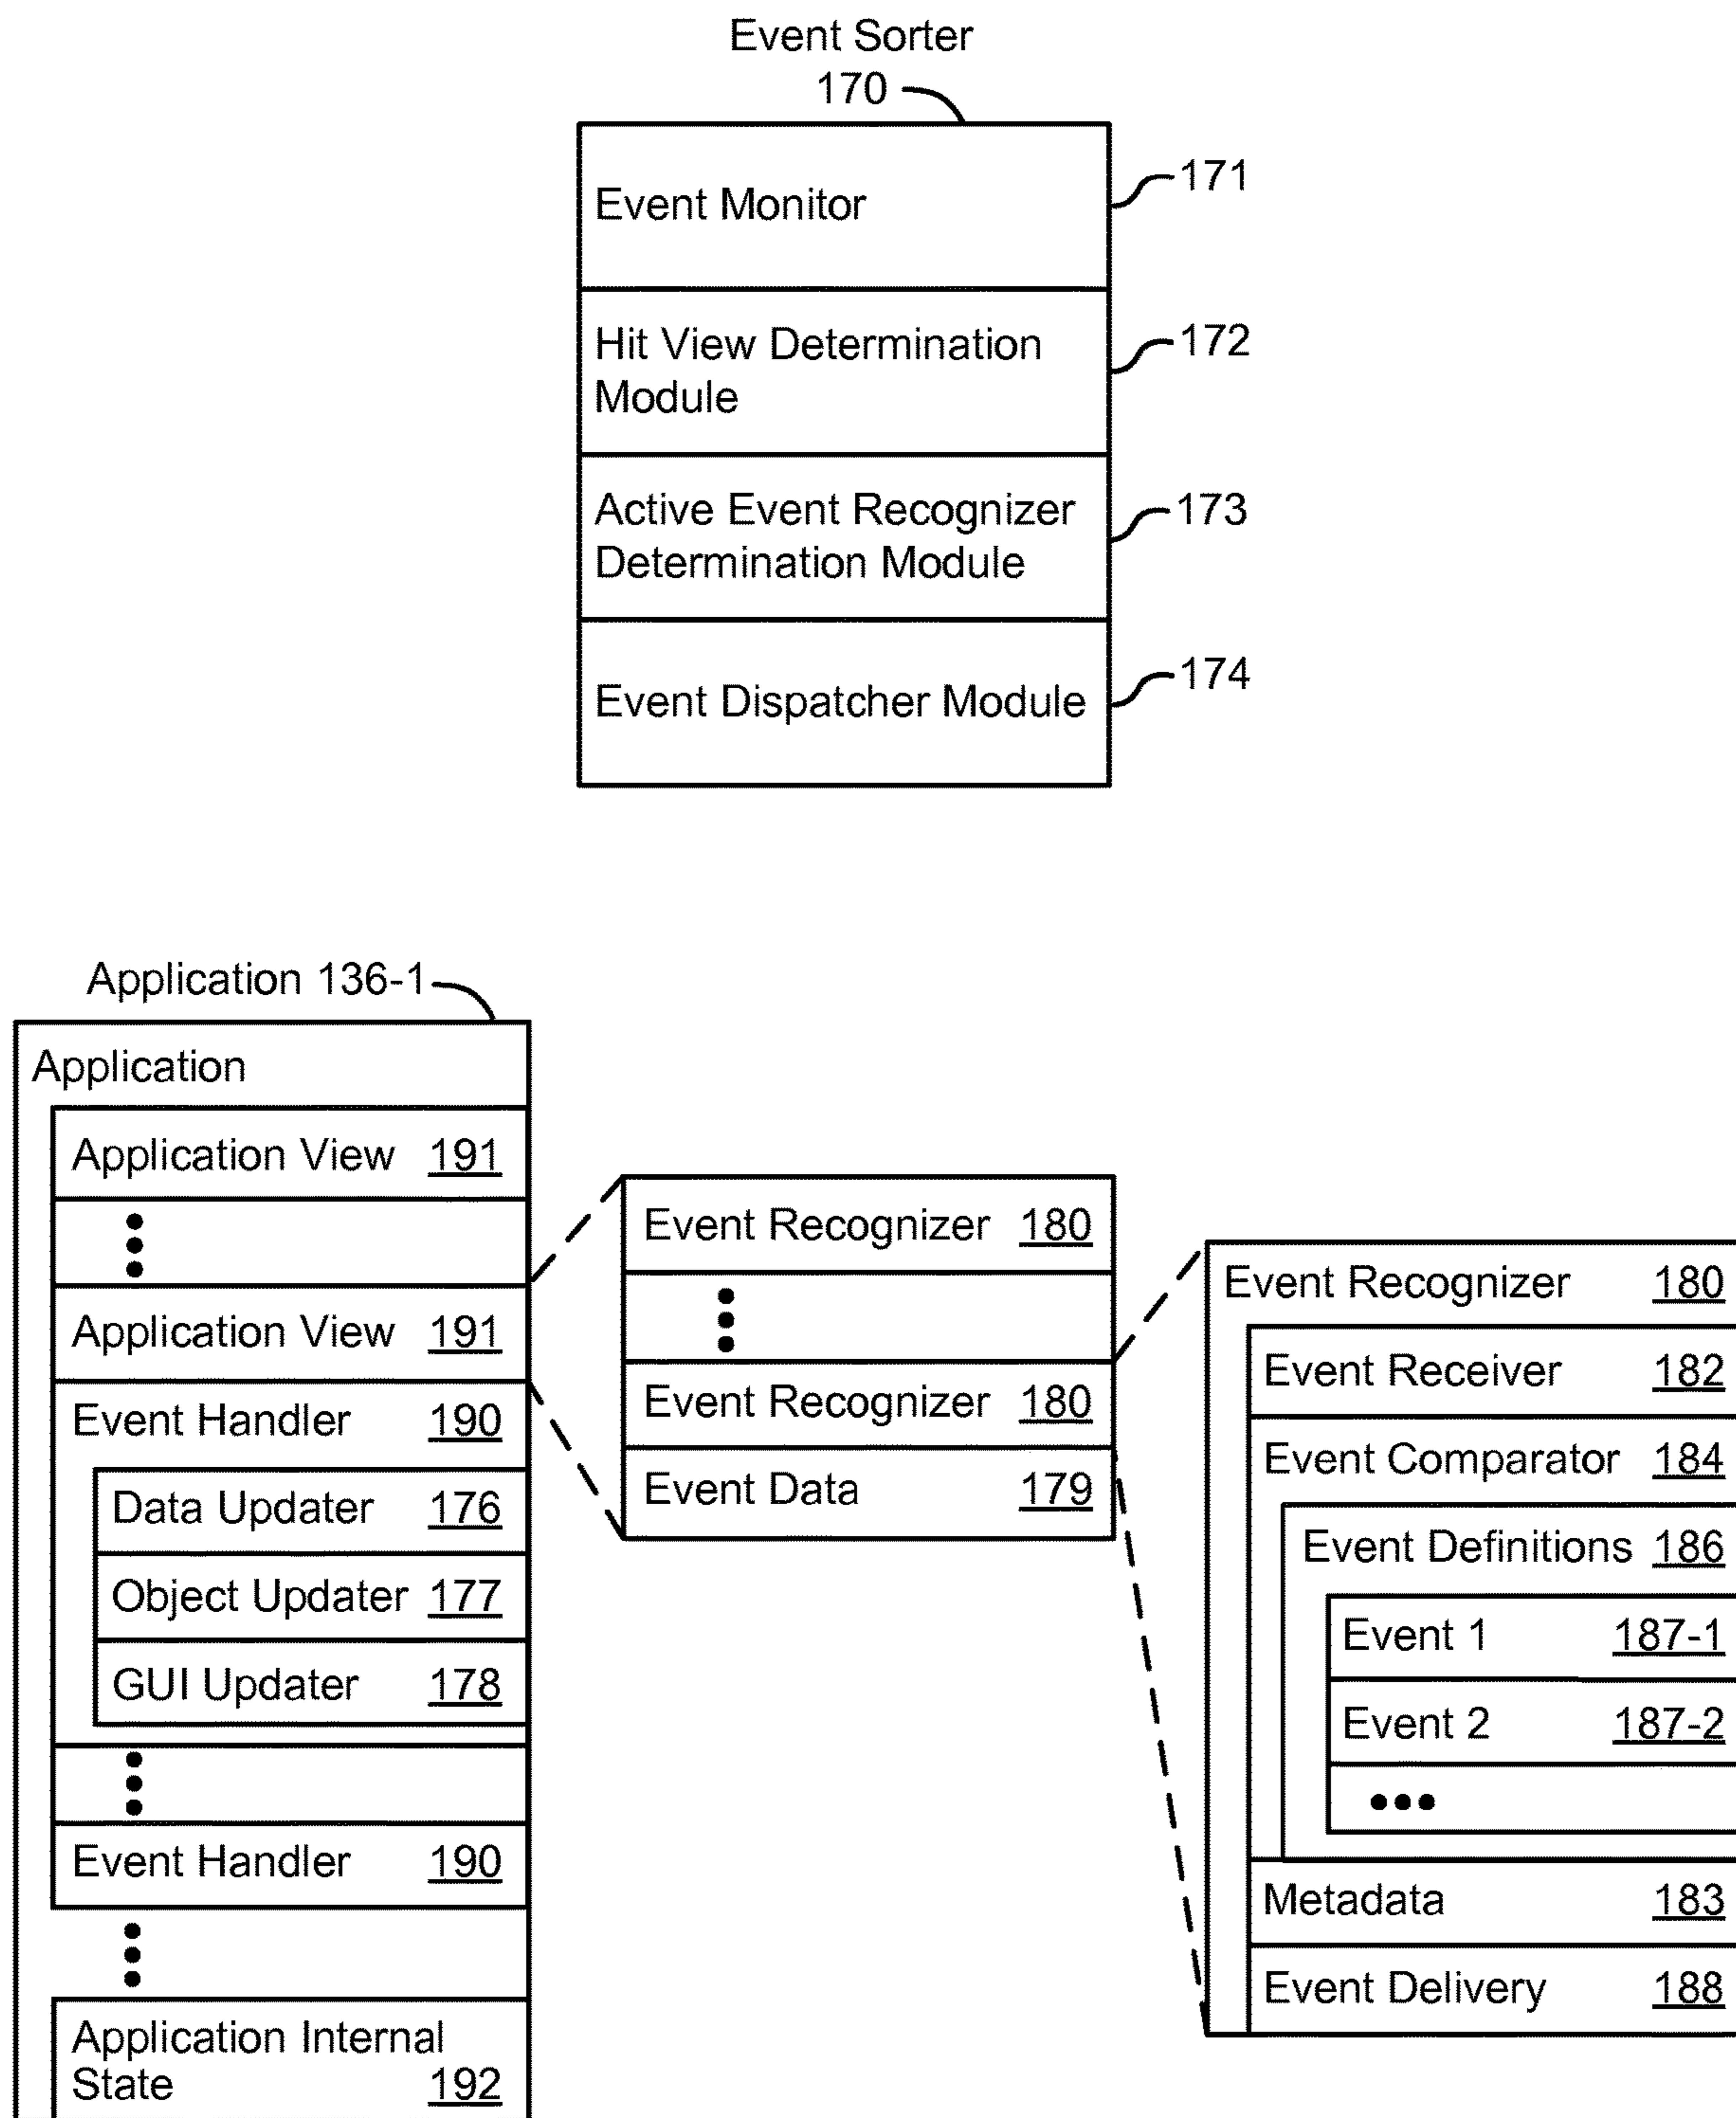 Event Sorter
170
Event Monitor
171
Hit View Determination
Module
172
Active Event Recognizer
Determination Module
173
Event Dispatcher Module
174
Application 136-1
Application
Application View 191
Application View 191
Event Handler 190
Data Updater 176
Object Updater 177
GUI Updater 178
Event Handler 190
Application Internal
State 192
Event Recognizer 180
Event Recognizer 180
Event Data 179
Event Recognizer 180
Event Receiver 182
Event Comparator 184
Event Definitions 186
Event 1 187-1
Event 2 187-2
Metadata 183
Event Delivery 188